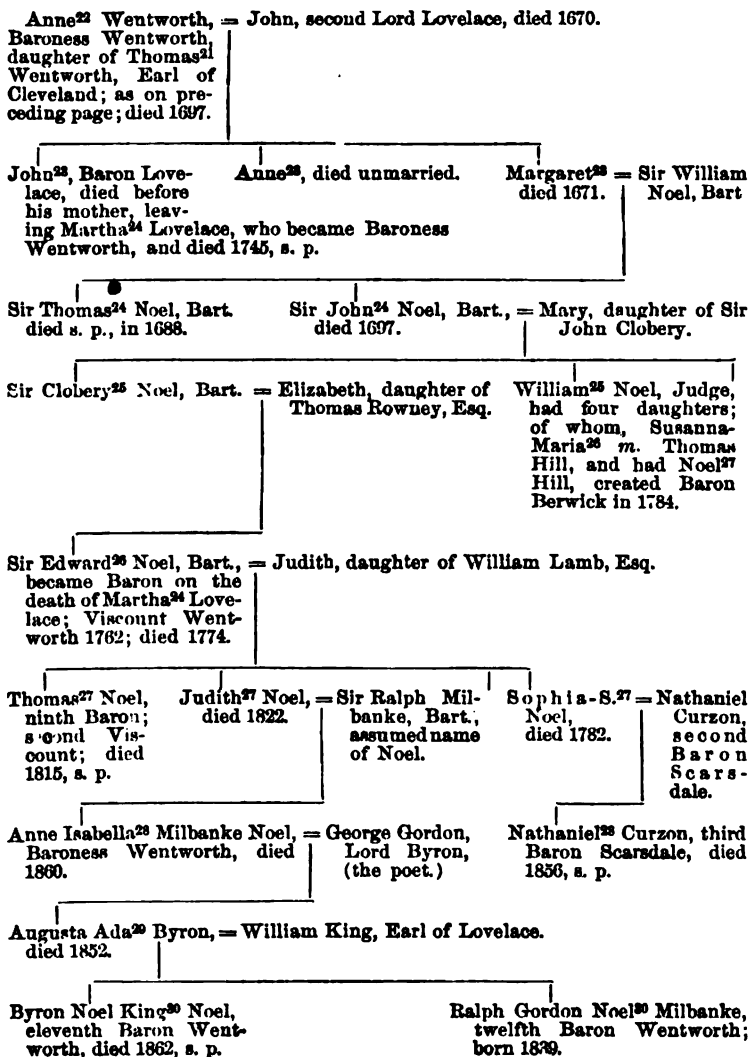 Anne²² Wentworth, = John, second Lord Lovelace, died 1670.
Baroness Wentworth,
daughter of Thomas²¹
Wentworth, Earl of
Cleveland; as on pre-
ceding page; died 1697.
John²³, Baron Love-
lace, died before
his mother, leav-
ing Martha²⁴ Lovelace, who became Baroness
Wentworth, and died 1745, s. p.
Anne²³, died unmarried.
Margaret²³ = Sir William
died 1671. Noel, Bart
Sir Thomas²⁴ Noel, Bart.
died s. p., in 1688.
Sir John²⁴ Noel, Bart., = Mary, daughter of Sir
died 1697. John Clobery.
Sir Clobery²⁵ Noel, Bart. = Elizabeth, daughter of
Thomas Rowney, Esq.
William²⁵ Noel, Judge,
had four daughters;
of whom, Susanna-
Maria²⁶ m. Thomas
Hill, and had Noel²⁷
Hill, created Baron
Berwick in 1784.
Sir Edward²⁶ Noel, Bart., = Judith, daughter of William Lamb, Esq.
became Baron on the
death of Martha²⁴ Love-
lace; Viscount Went-
worth 1762; died 1774.
Thomas²⁷ Noel,
ninth Baron;
second Vis-
count; died
1815, s. p.
Judith²⁷ Noel, = Sir Ralph Mil-
died 1822. banke, Bart.,
assumed name
of Noel.
Sophia-S.²⁷ = Nathaniel
Noel, Curzon,
died 1782. second
Baron
Scars-
dale.
Anne Isabella²⁸ Milbanke Noel, = George Gordon,
Baroness Wentworth, died Lord Byron,
1860. (the poet.)
Nathaniel²⁸ Curzon, third
Baron Scarsdale, died
1856, s. p.
Augusta Ada²⁹ Byron, = William King, Earl of Lovelace.
died 1852.
Byron Noel King³⁰ Noel,
eleventh Baron Went-
worth, died 1862, s. p.
Ralph Gordon Noel³⁰ Milbanke,
twelfth Baron Wentworth;
born 1839.